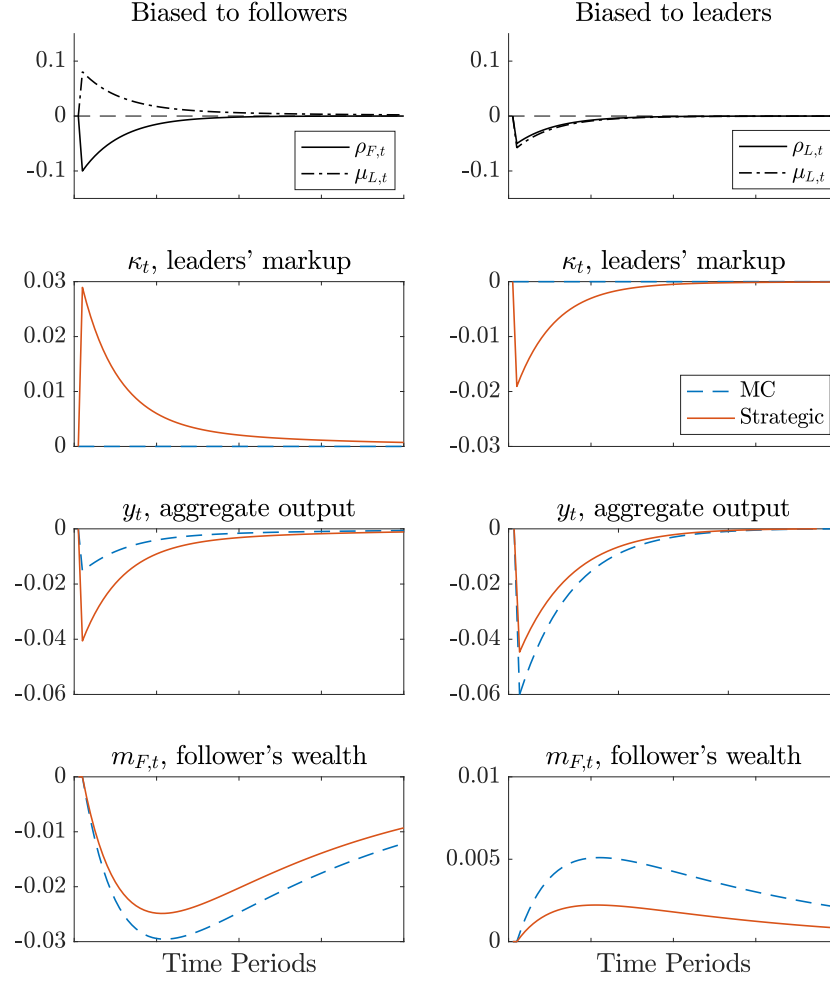 Biased to followers
0.1
0
-0.1
ρ_{F,t}
μ_{L,t}
Biased to leaders
0.1
0
-0.1
ρ_{L,t}
μ_{L,t}
κ_t, leaders' markup
0.03
0.02
0.01
0
κ_t, leaders' markup
0
-0.01
-0.02
-0.03
MC
Strategic
y_t, aggregate output
0
-0.02
-0.04
-0.06
y_t, aggregate output
0
-0.02
-0.04
-0.06
m_{F,t}, follower's wealth
0
-0.01
-0.02
-0.03
Time Periods
m_{F,t}, follower's wealth
0.01
0.005
0
Time Periods